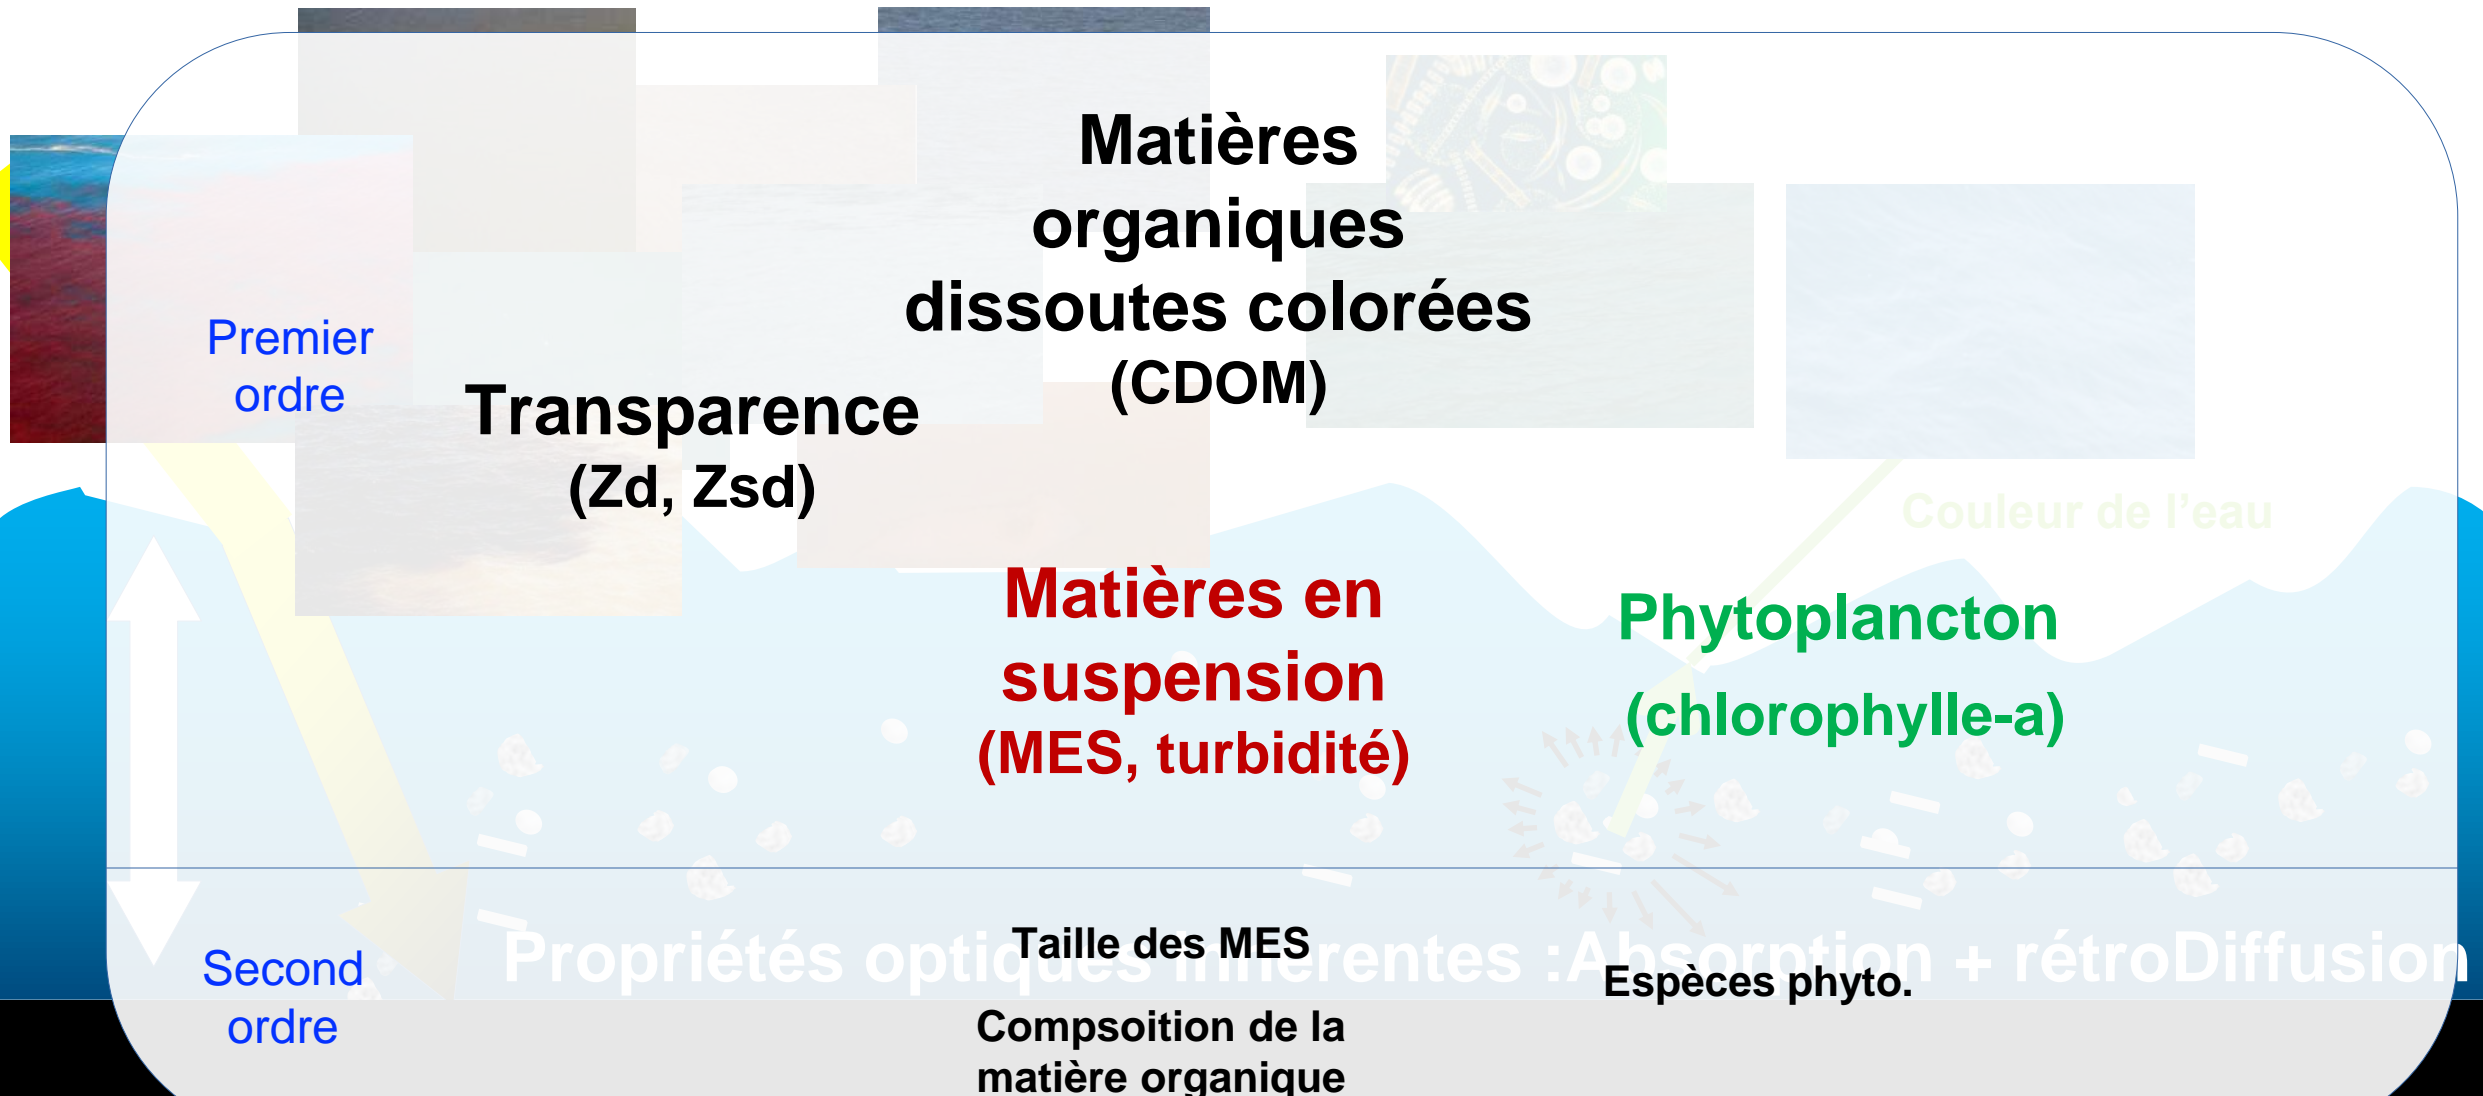 Matières
organiques
dissoutes colorées
(CDOM)
Premier
ordre
Transparence
(Zd, Zsd)
Couleur de l’eau
Matières en
suspension
(MES, turbidité)
Phytoplancton
(chlorophylle-a)
Second
ordre
Propriétés optiques inhérentes :Absorption + rétroDiffusion
Taille des MES
Espèces phyto.
Compsoition de la
matière organique